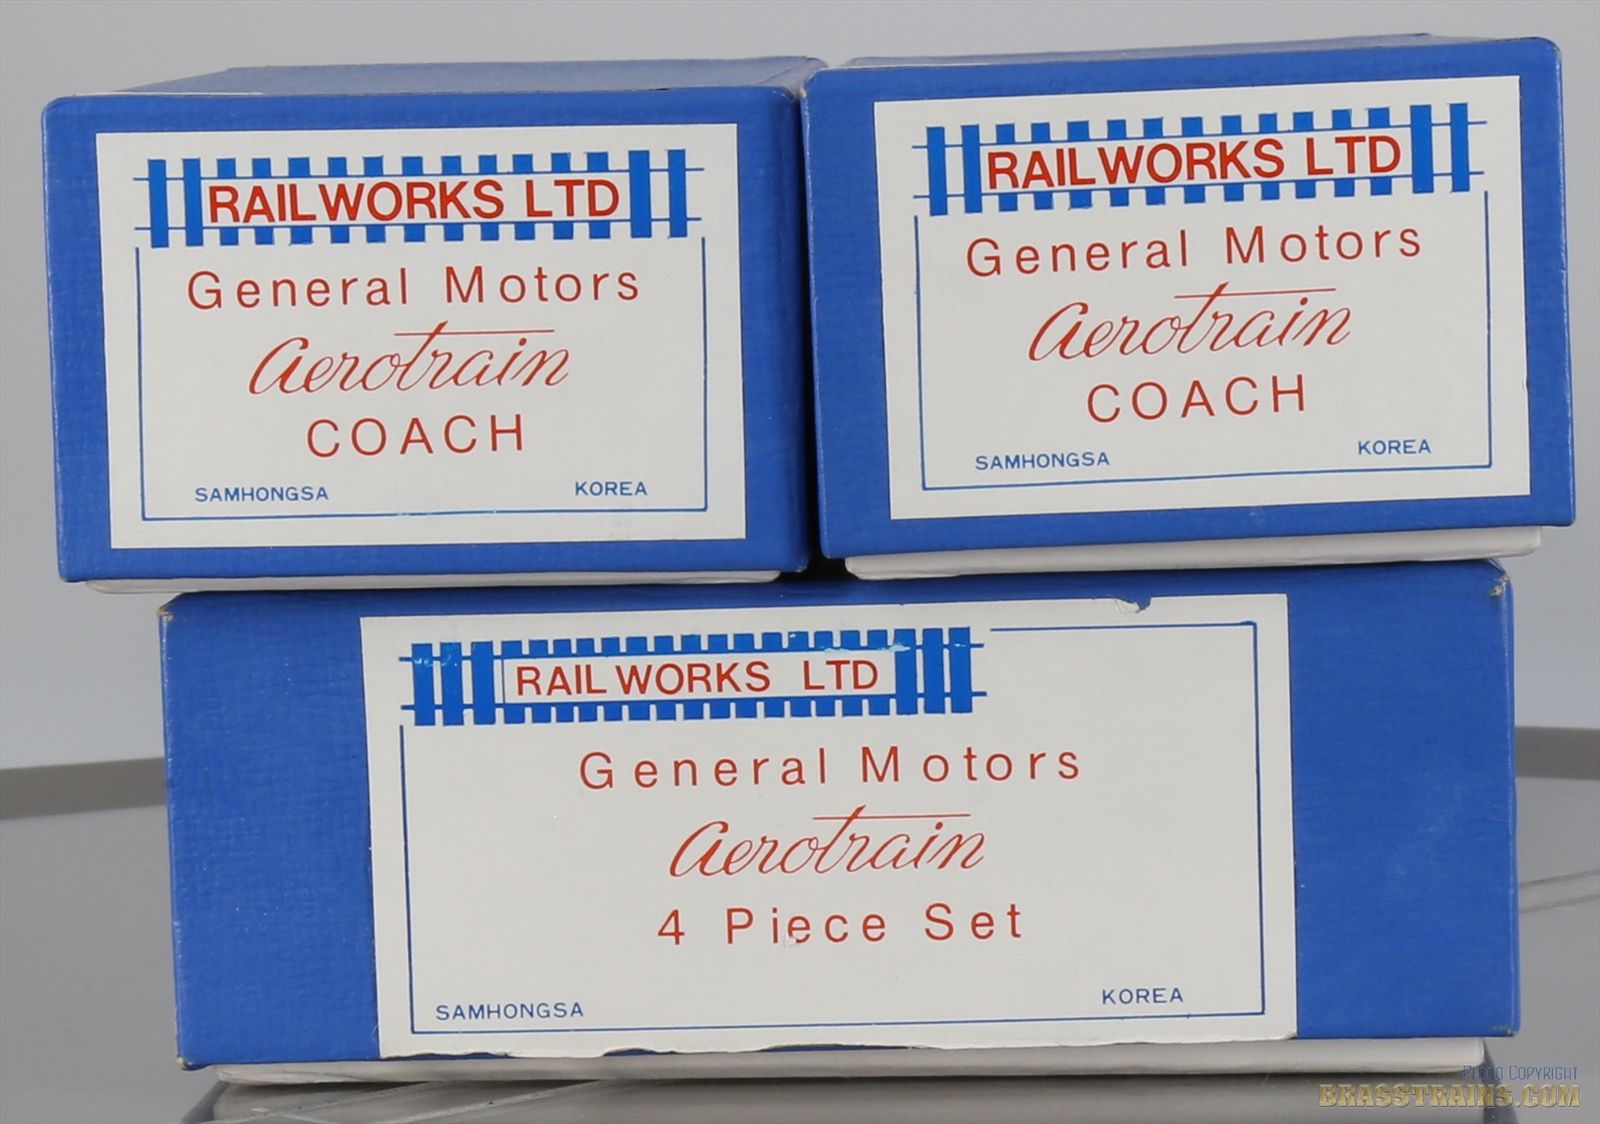 RAILWORKS LTD
General Motors
Aerotrain
COACH
SAMHONGSA KOREA
RAILWORKS LTD
General Motors
Aerotrain
COACH
SAMHONGSA KOREA
RAILWORKS LTD
General Motors
Aerotrain
4 Piece Set
SAMHONGSA KOREA
PHOTO COPYRIGHT
BRASSTRAINS.COM